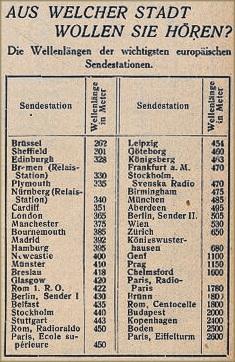 AUS WELCHER STADT
WOLLEN SIE HÖREN?
Die Wellenlängen der wichtigsten europäischen
Sendestationen.
Sendestation Wellenlänge in Meter
Brüssel 262
Sheffield 301
Edinburgh 328
Bremen (Relais-
Station) 330
Plymouth 335
Nürnberg (Relais-
Station) 340
Cardiff 351
London 365
Manchester 375
Bournemouth 385
Madrid 392
Hamburg 395
Newcastle 400
Münster 410
Breslau 418
Glasgow 420
Rom I. R. O. 422
Berlin, Sender I 430
Belfast 435
Stockholm 440
Stuttgart 443
Rom, Radioraldo 450
Paris, Ecole su-
périeure 450
Sendestation Wellenlänge in Meter
Leipzig 454
Göteborg 460
Königsberg 463
Frankfurt a. M. 470
Stockholm,
Svenska Radio 470
Birmingham 475
München 485
Aberdeen 495
Berlin, Sender II. 505
Wien 530
Zürich 650
Königswuster-
hausen 680
Genf 1100
Prag 1150
Chelmsford 1600
Paris, Radio-
Paris 1780
Brünn
Rom, Centocelle 1800
Budapest 2000
Kopenhagen 2400
Boden 2500
Paris, Eiffelturm 2600